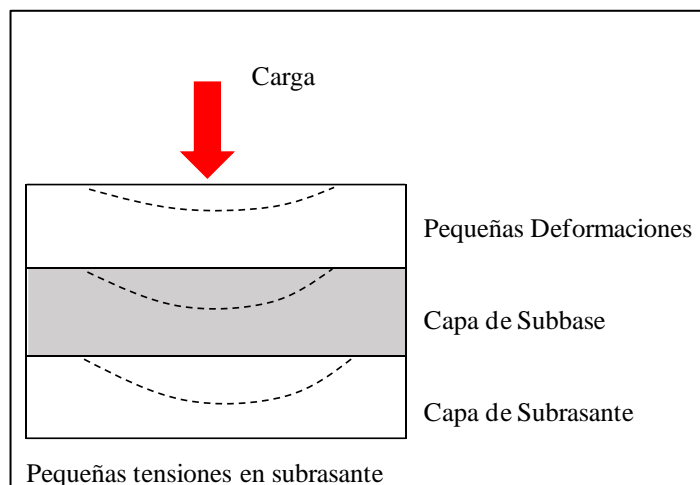 Carga
Pequeñas Deformaciones
Capa de Subbase
Capa de Subrasante
Pequeñas tensiones en subrasante